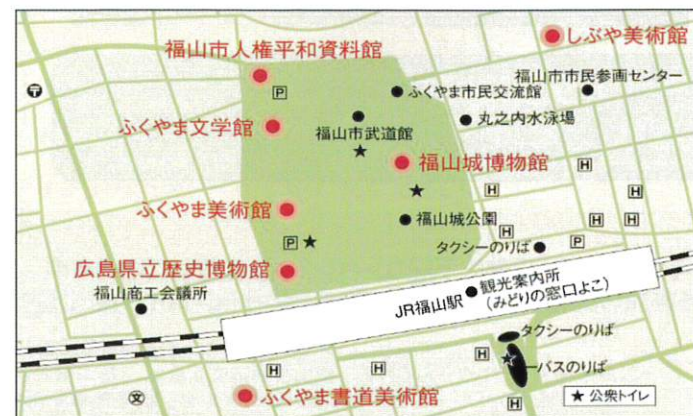 しぶや美術館
福山市人権平和資料館
福山市市民参画センター
P
ふくやま市民交流館
ふくやま文学館
福山市武道館
丸之内水泳場
★
福山城博物館
H
H
★
H
H
ふくやま美術館
福山城公園
H
H
P
★
タクシーのりば
P
広島県立歴史博物館
観光案内所
(みどりの窓口よこ)
福山商工会議所
JR福山駅
タクシーのりば
H
バスのりば
H
H
文
ふくやま書道美術館
H
H
★公衆トイレ